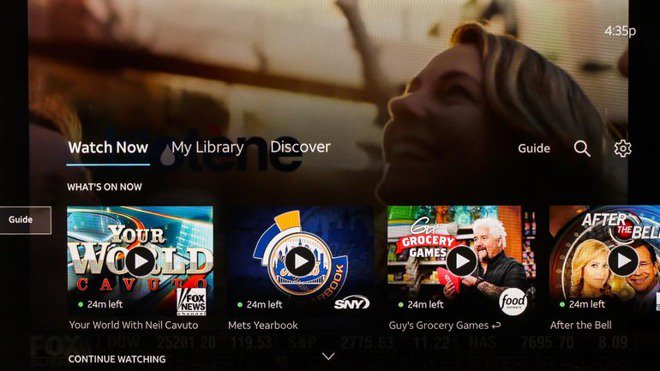 4:35p
Watch Now My Library Discover Guide
WHAT'S ON NOW
Guide
YOUR WORLD CAVUTO
FOX NEWS channel
24m left
YEARBOOK
SNY
24m left
Guy's GROCERY GAMES
food network
24m left
AFTER THE BELL
24m left
Your World With Neil Cavuto
Mets Yearbook
Guy's Grocery Games
After the Bell
CONTINUE WATCHING
FOX DOW 25201.20 119.53 S&P 2775.63 11.22 NAS 7695.70 8.09